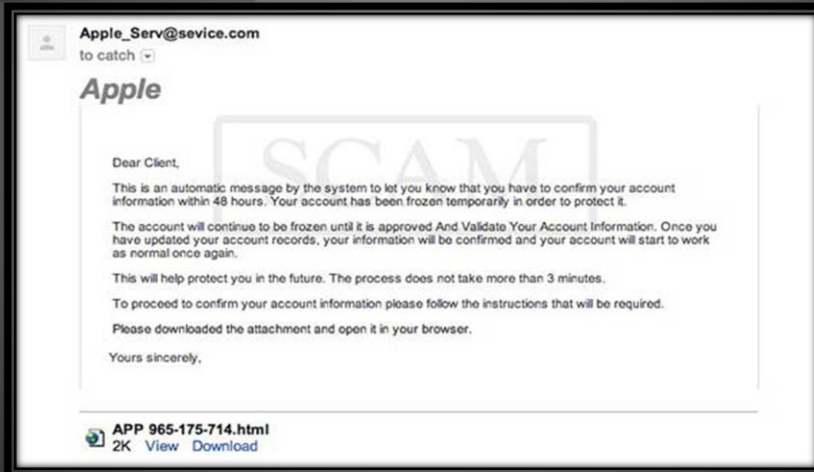 Apple_Serv@sevice.com
to catch
Apple
SCAM
Dear Client,
This is an automatic message by the system to let you know that you have to confirm your account
information within 48 hours. Your account has been frozen temporarily in order to protect it.
The account will continue to be frozen until it is approved And Validate Your Account Information. Once you
have updated your account records, your information will be confirmed and your account will start to work
as normal once again.
This will help protect you in the future. The process does not take more than 3 minutes.
To proceed to confirm your account information please follow the instructions that will be required.
Please downloaded the attachment and open it in your browser.
Yours sincerely,
APP 965-175-714.html
2K View Download